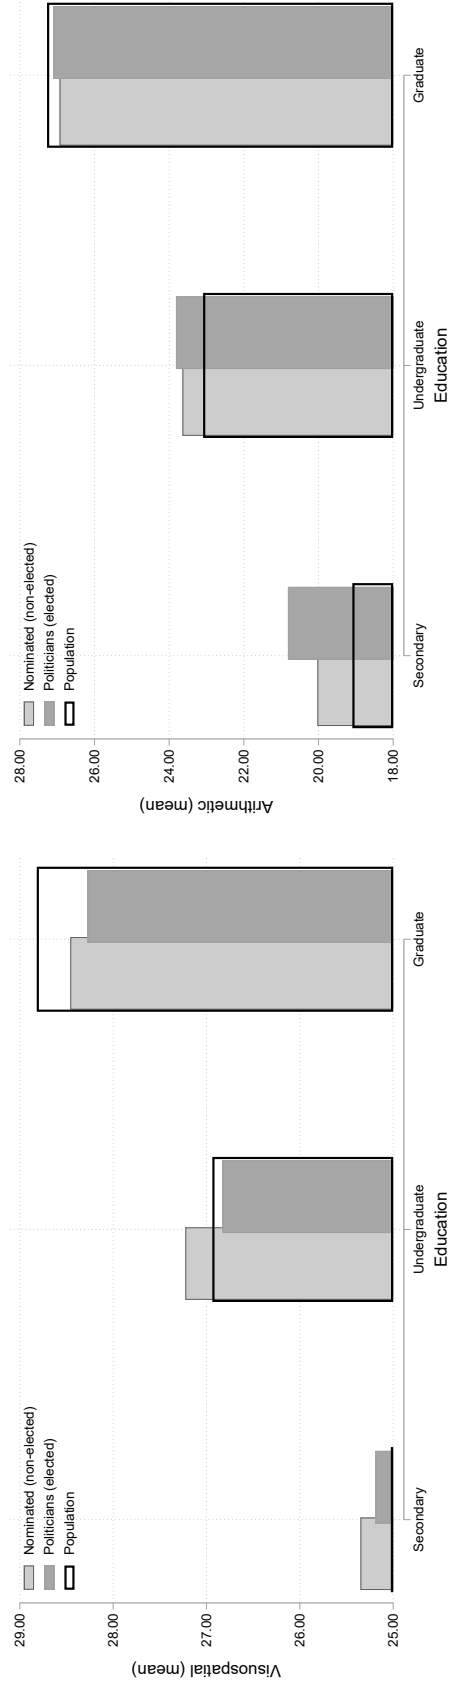 29.00
28.00
27.00
26.00
25.00
Visuospatial (mean)
Nominated (non-elected)
Politicians (elected)
Population
Secondary
Undergraduate
Graduate
Education
28.00
26.00
24.00
22.00
20.00
18.00
Arithmetic (mean)
Nominated (non-elected)
Politicians (elected)
Population
Secondary
Undergraduate
Graduate
Education